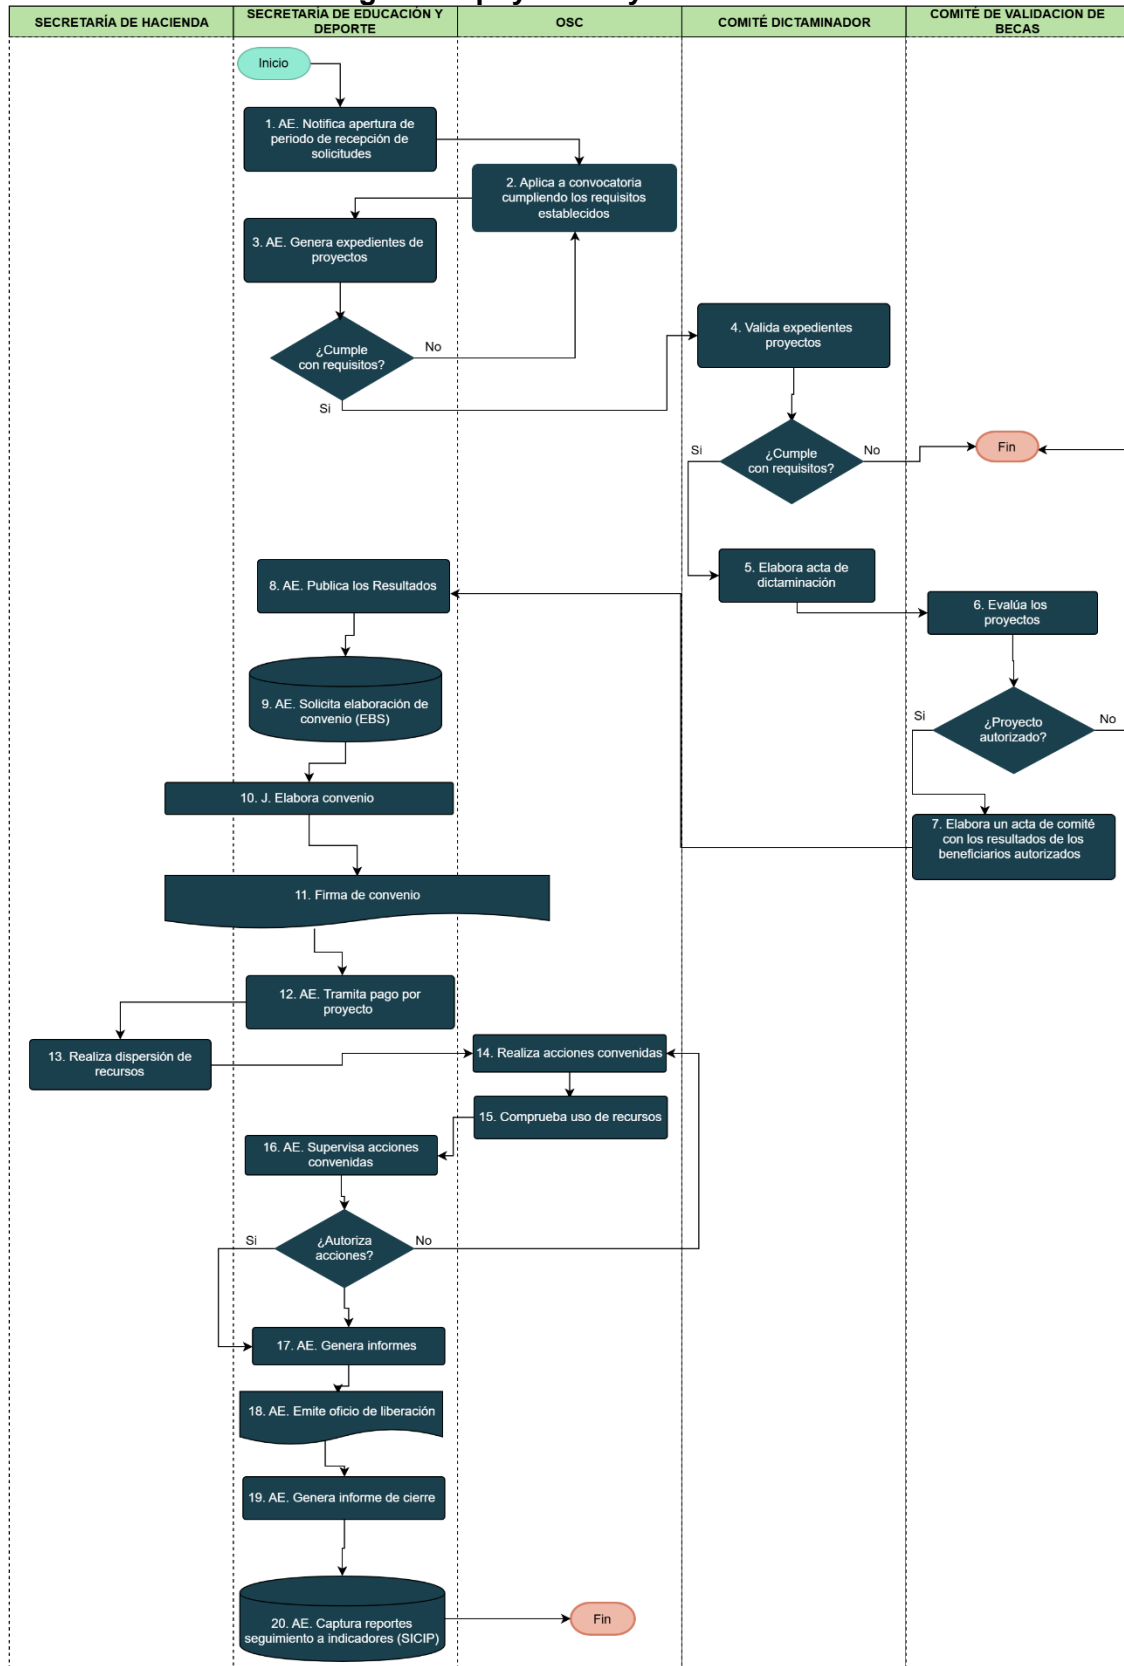 SECRETARÍA DE HACIENDA
SECRETARÍA DE EDUCACIÓN Y
DEPORTE
OSC
COMITÉ DICTAMINADOR
COMITÉ DE VALIDACION DE
BECAS
Inicio
1. AE. Notifica apertura de
periodo de recepción de
solicitudes
2. Aplica a convocatoria
cumpliendo los requisitos
establecidos
3. AE. Genera expedientes de
proyectos
¿Cumple
con requisitos?
No
Si
4. Valida expedientes
proyectos
¿Cumple
con requisitos?
Si
No
Fin
5. Elabora acta de
dictaminación
6. Evalúa los
proyectos
¿Proyecto
autorizado?
Si
No
7. Elabora un acta de comité
con los resultados de los
beneficiarios autorizados
8. AE. Publica los Resultados
9. AE. Solicita elaboración de
convenio (EBS)
10. J. Elabora convenio
11. Firma de convenio
12. AE. Tramita pago por
proyecto
13. Realiza dispersión de
recursos
14. Realiza acciones convenidas
15. Comprueba uso de recursos
16. AE. Supervisa acciones
convenidas
¿Autoriza
acciones?
Si
No
17. AE. Genera informes
18. AE. Emite oficio de liberación
19. AE. Genera informe de cierre
20. AE. Captura reportes
seguimiento a indicadores (SICIP)
Fin